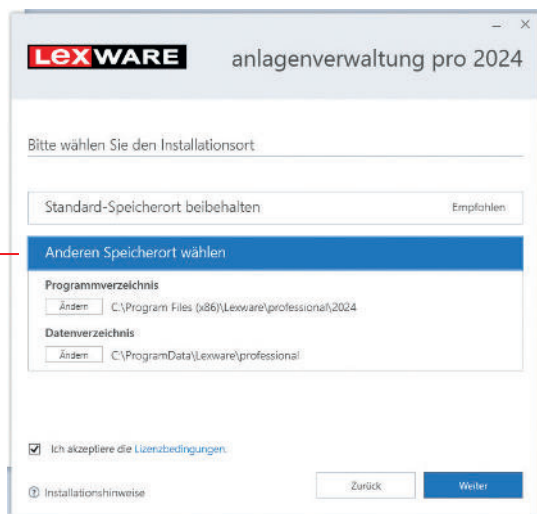 LEXWARE
anlagenverwaltung pro 2024
Bitte wählen Sie den Installationsort
Standard-Speicherort beibehalten Empfohlen
Anderen Speicherort wählen
Programmverzeichnis
Ändern C:\Program Files (x86)\Lexware\professional\2024
Datenverzeichnis
Ändern C:\ProgramData\Lexware\professional
Ich akzeptiere die Lizenzbedingungen.
Installationshinweise Zurück Weiter